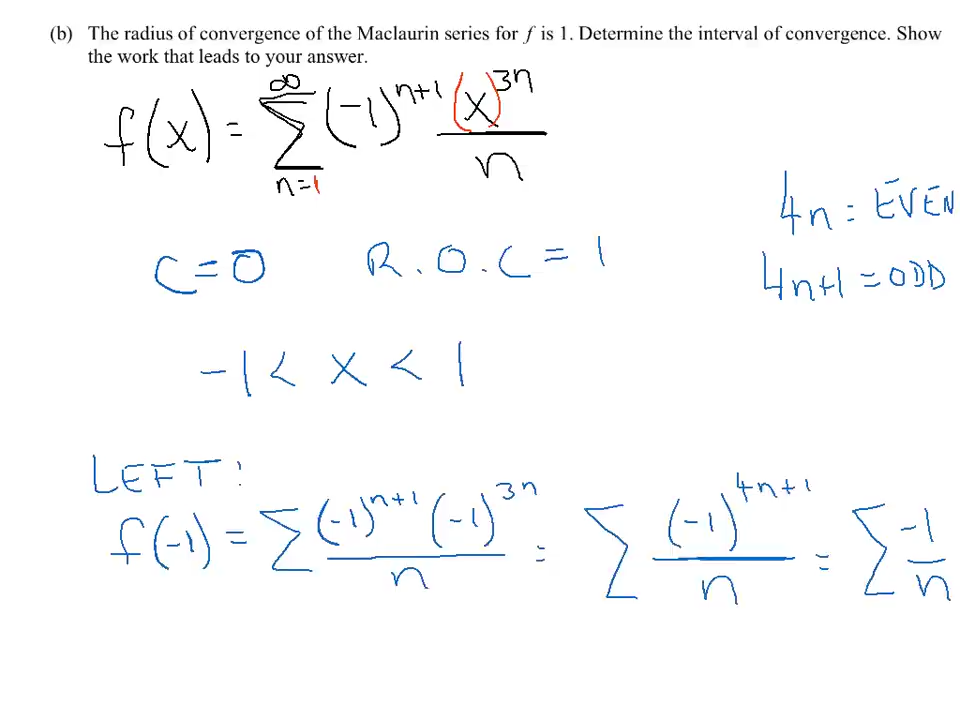 (b) The radius of convergence of the Maclaurin series for f is 1. Determine the interval of convergence. Show
the work that leads to your answer.
f(x) = ∑_{n=1}^{∞} (-1)^{n+1} (x)^{3n} / n
4n = EVEN
C = 0 R.O.C = 1
4n+1 = ODD
-1 < x < 1
LEFT:
f(-1) = ∑ (-1)^{n+1} (-1)^{3n} / n = ∑ (-1)^{4n+1} / n = ∑ -1 / n